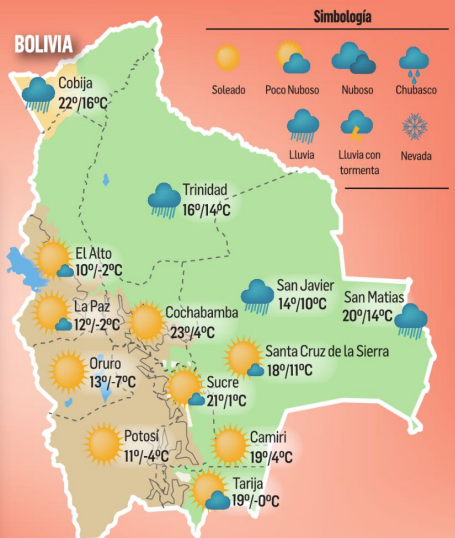 Simbología
BOLIVIA
Soleado
Poco Nuboso
Nuboso
Chubasco
Lluvia
Lluvia con
tormenta
Nevada
Cobija
22º/16ºC
Trinidad
16º/14ºC
El Alto
10º/-2ºC
La Paz
12º/-2ºC
Cochabamba
23º/4ºC
San Javier
14º/10ºC
San Matias
20º/14ºC
Oruro
13º/-7ºC
Santa Cruz de la Sierra
18º/11ºC
Sucre
21º/1ºC
Potosí
11º/-4ºC
Camiri
19º/4ºC
Tarija
19º/-0ºC